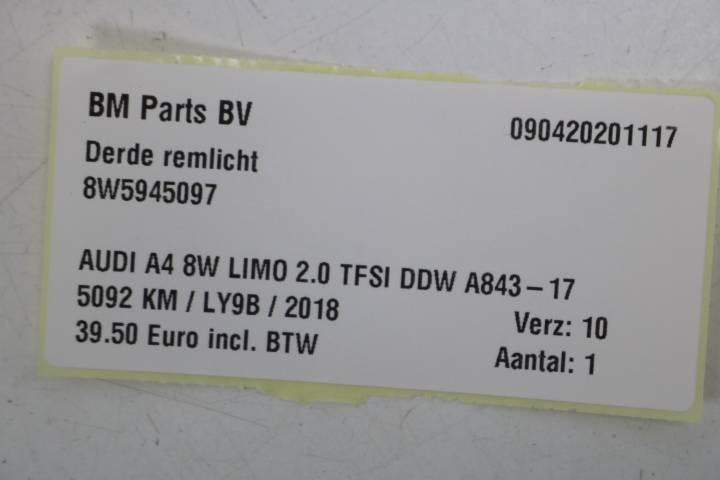 BM Parts BV
090420201117
Derde remlicht
8W5945097
AUDI A4 8W LIMO 2.0 TFSI DDW A843-17
5092 KM / LY9B / 2018
Verz: 10
39.50 Euro incl. BTW
Aantal: 1